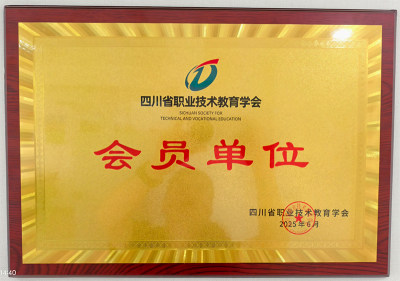 四川省职业技术教育学会
SICHUAN SOCIETY FOR
TECHNICAL AND VOCATIONAL EDUCATION
会员单位
四川省职业技术教育学会
2025年6月
14:40